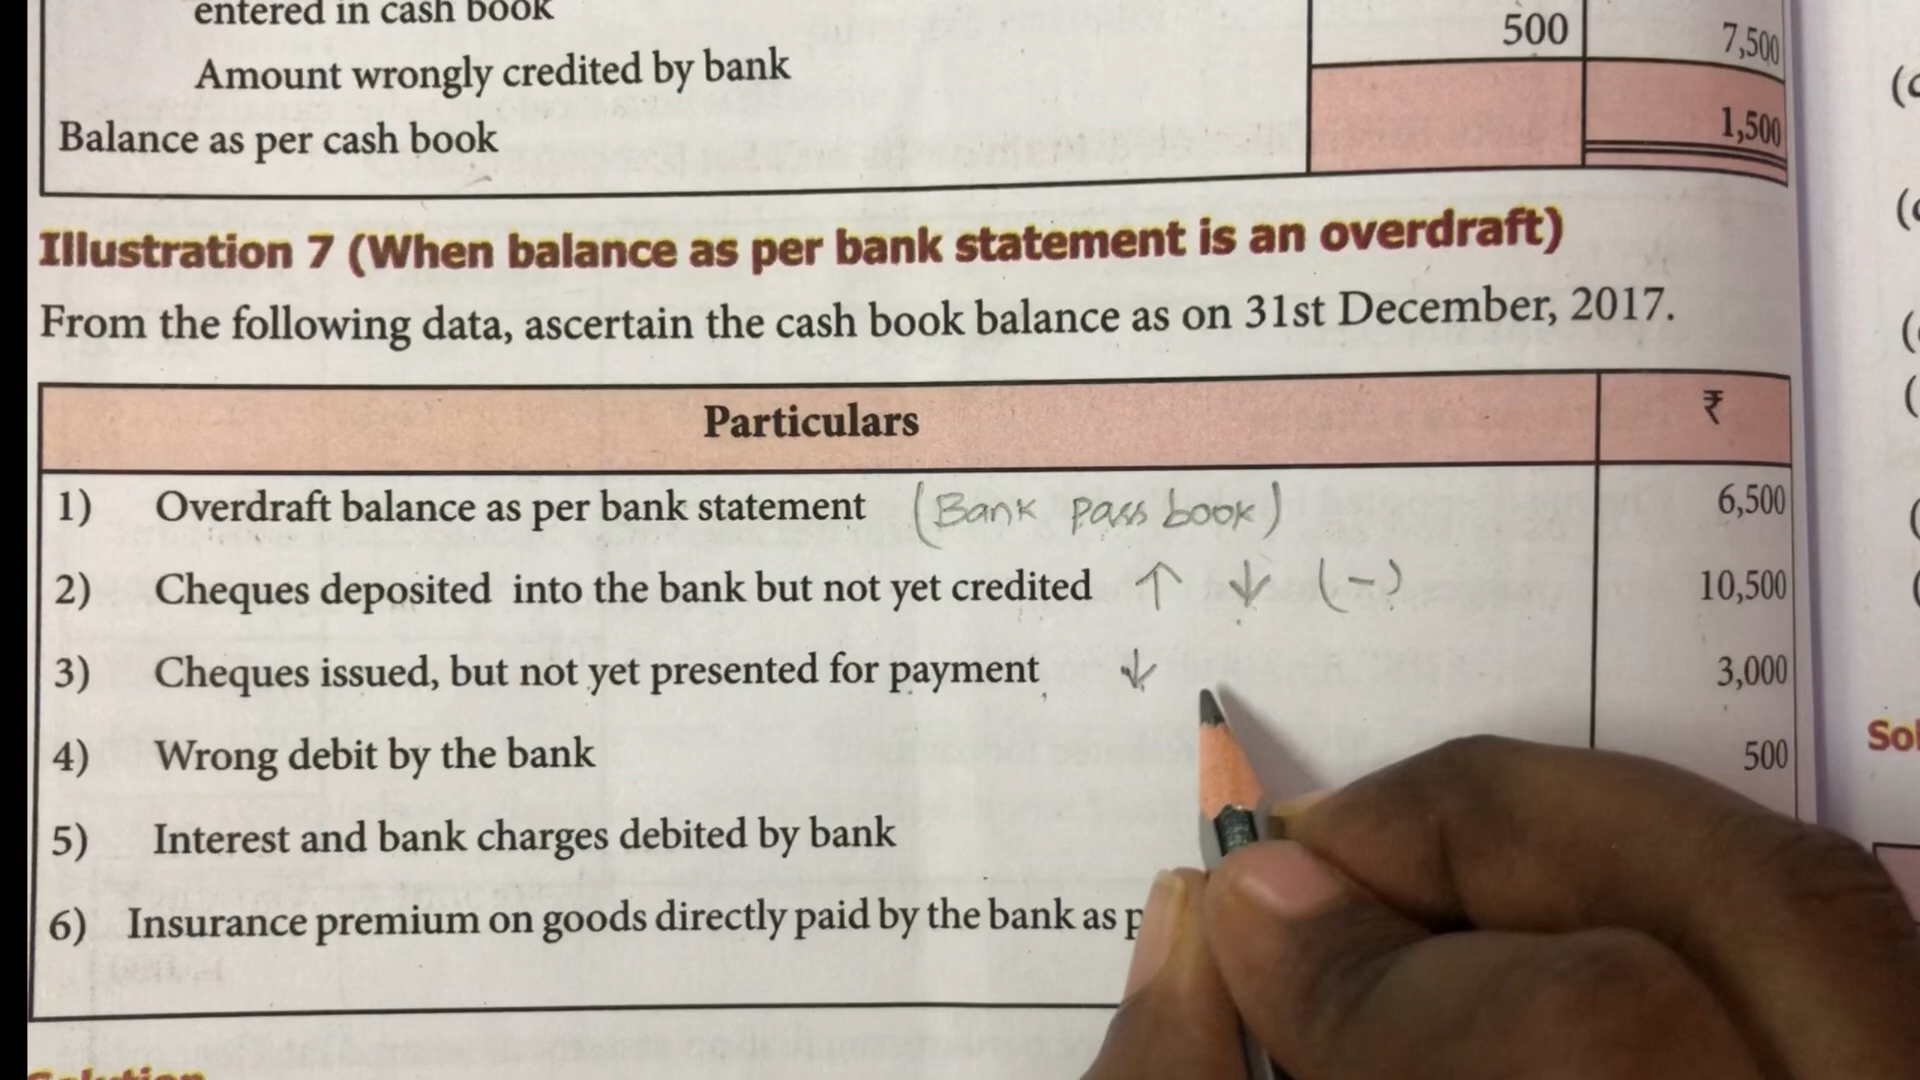 entered in cash book
500 7,500
Amount wrongly credited by bank
Balance as per cash book 1,500
Illustration 7 (When balance as per bank statement is an overdraft)
From the following data, ascertain the cash book balance as on 31st December, 2017.
Particulars ₹
1) Overdraft balance as per bank statement (Bank pass book) 6,500
2) Cheques deposited into the bank but not yet credited ↑ ↓ (-) 10,500
3) Cheques issued, but not yet presented for payment ↓ 3,000
4) Wrong debit by the bank 500
5) Interest and bank charges debited by bank
6) Insurance premium on goods directly paid by the bank as p
Solution